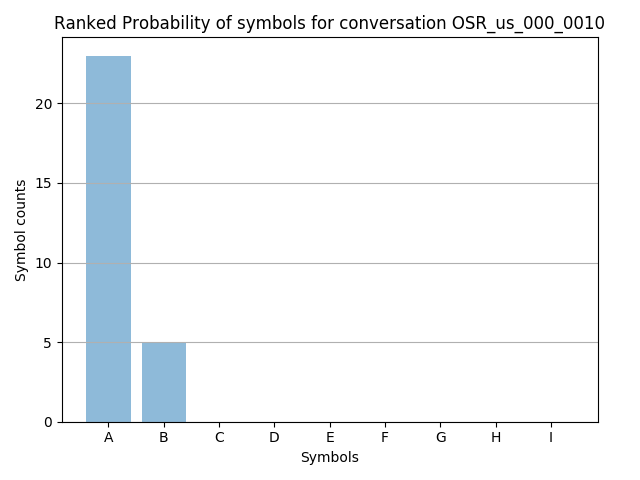 Ranked Probability of symbols for conversation OSR_us_000_0010
Symbol counts
20
15
10
5
0
A B C D E F G H I
Symbols